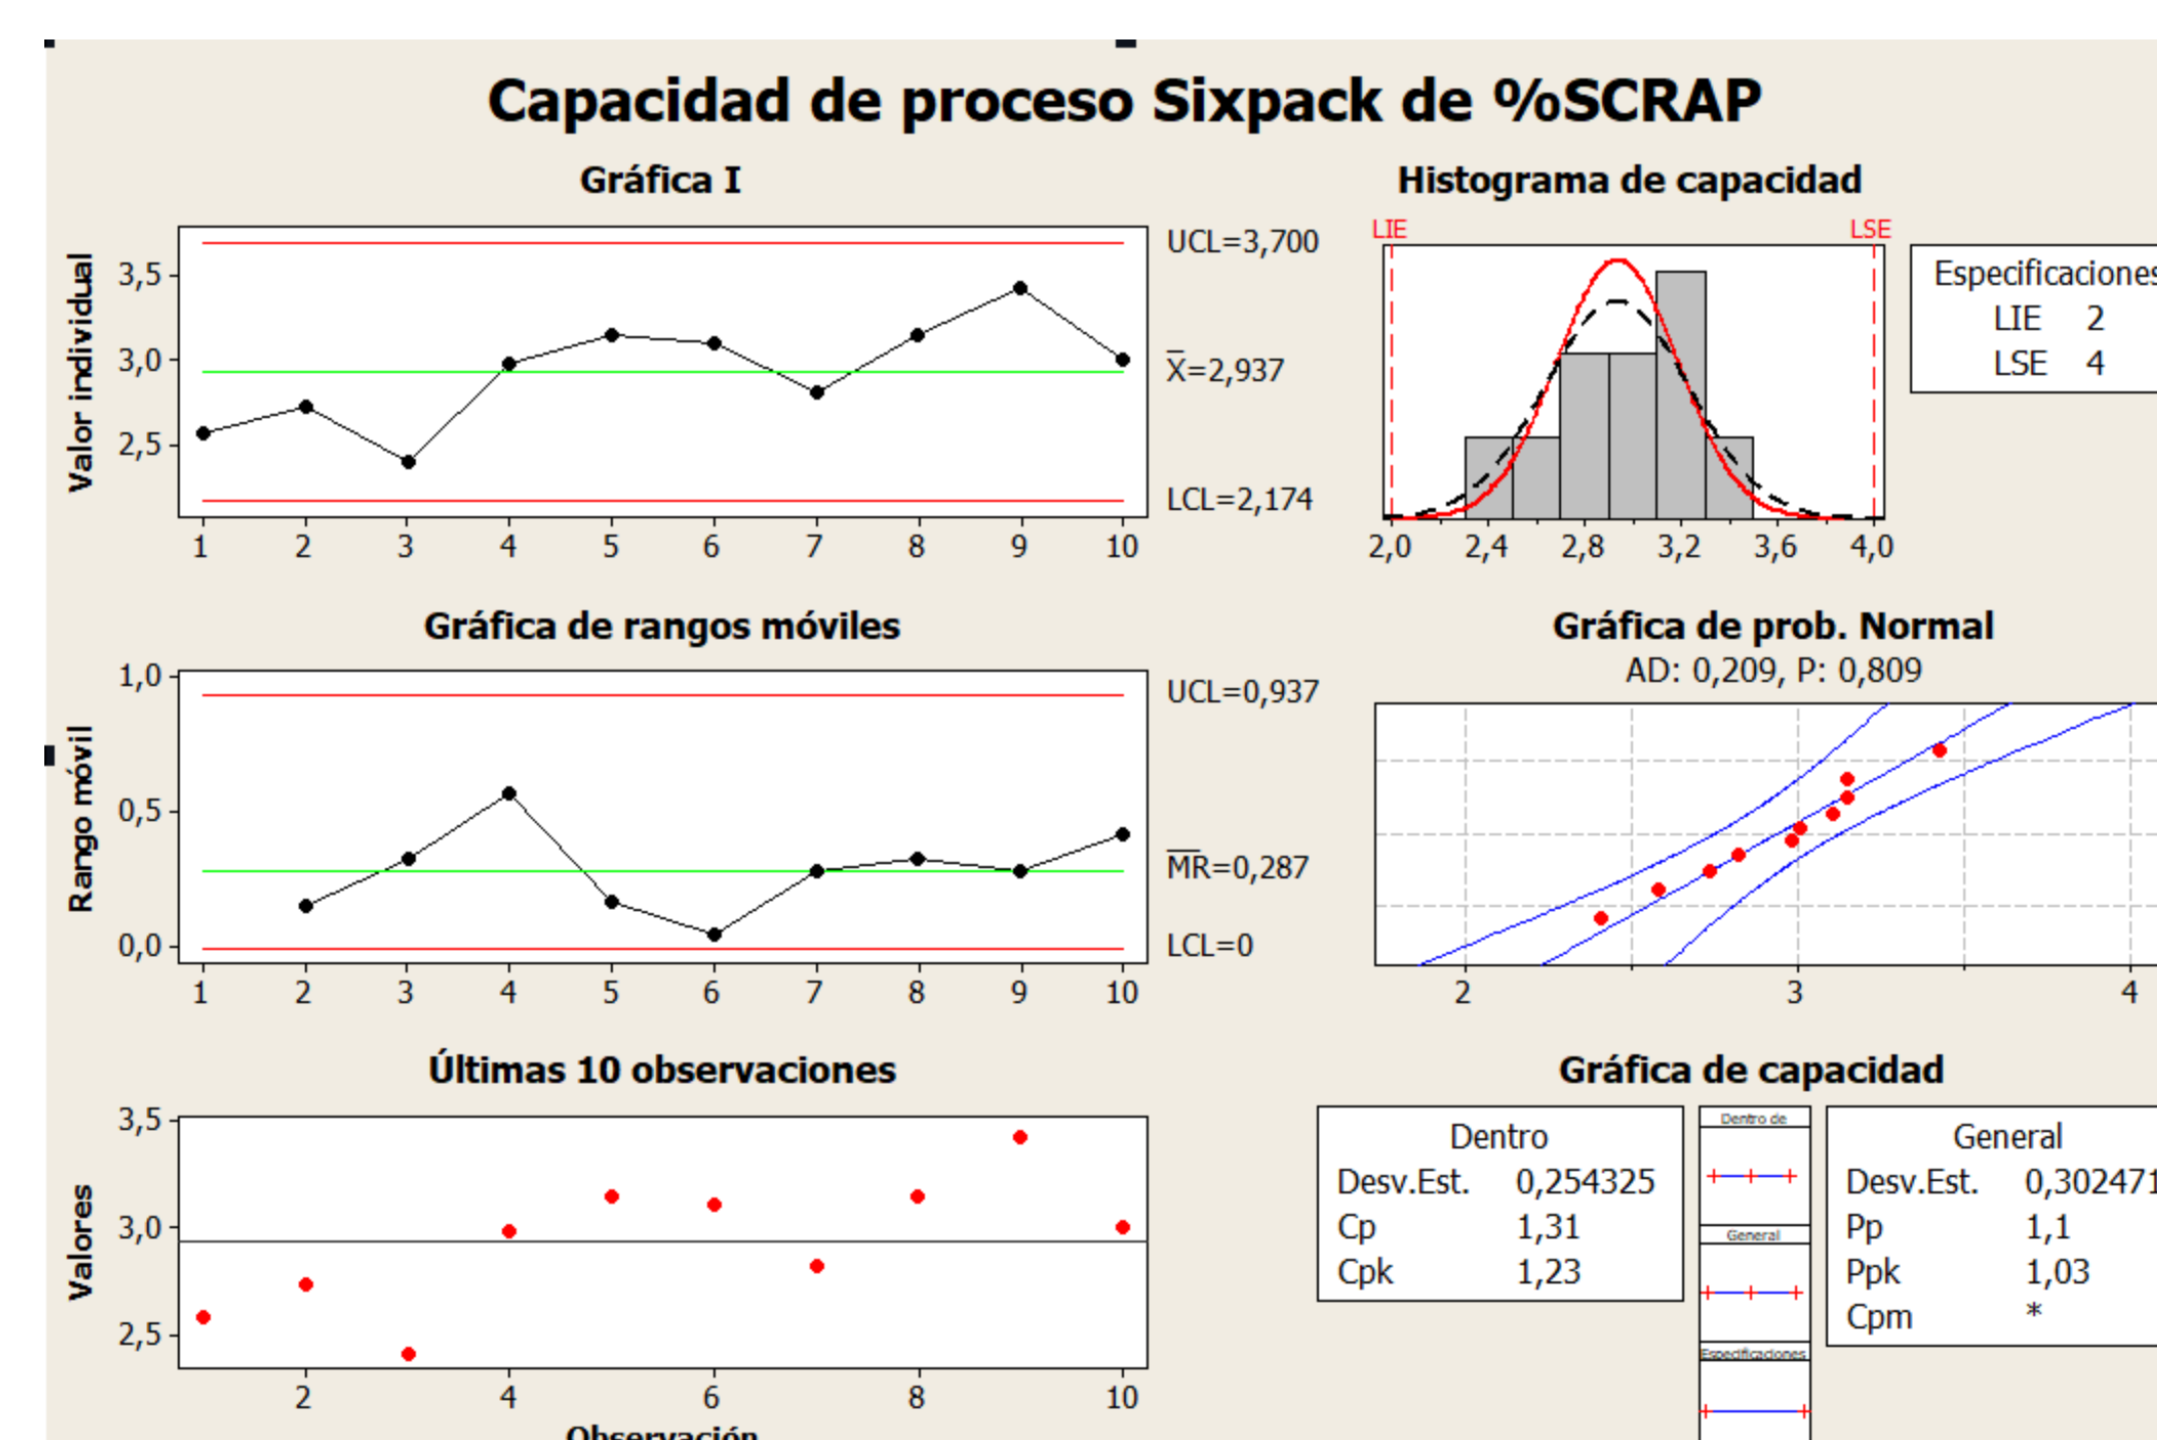 Capacidad de proceso Sixpack de %SCRAP
Gráfica I
Valor individual
3,5
3,0
2,5
1 2 3 4 5 6 7 8 9 10
UCL=3,700
X̅=2,937
LCL=2,174
Histograma de capacidad
LIE LSE
2,0 2,4 2,8 3,2 3,6 4,0
Especificaciones
LIE 2
LSE 4
Gráfica de rangos móviles
Rango móvil
1,0
0,5
0,0
1 2 3 4 5 6 7 8 9 10
UCL=0,937
M̅R̅=0,287
LCL=0
Gráfica de prob. Normal
AD: 0,209, P: 0,809
2 3 4
Últimas 10 observaciones
Valores
3,5
3,0
2,5
2 4 6 8 10
Observación
Gráfica de capacidad
Dentro
Desv.Est. 0,254325
Cp 1,31
Cpk 1,23
Dentro de
General
Especificaciones
General
Desv.Est. 0,302471
Pp 1,1
Ppk 1,03
Cpm *